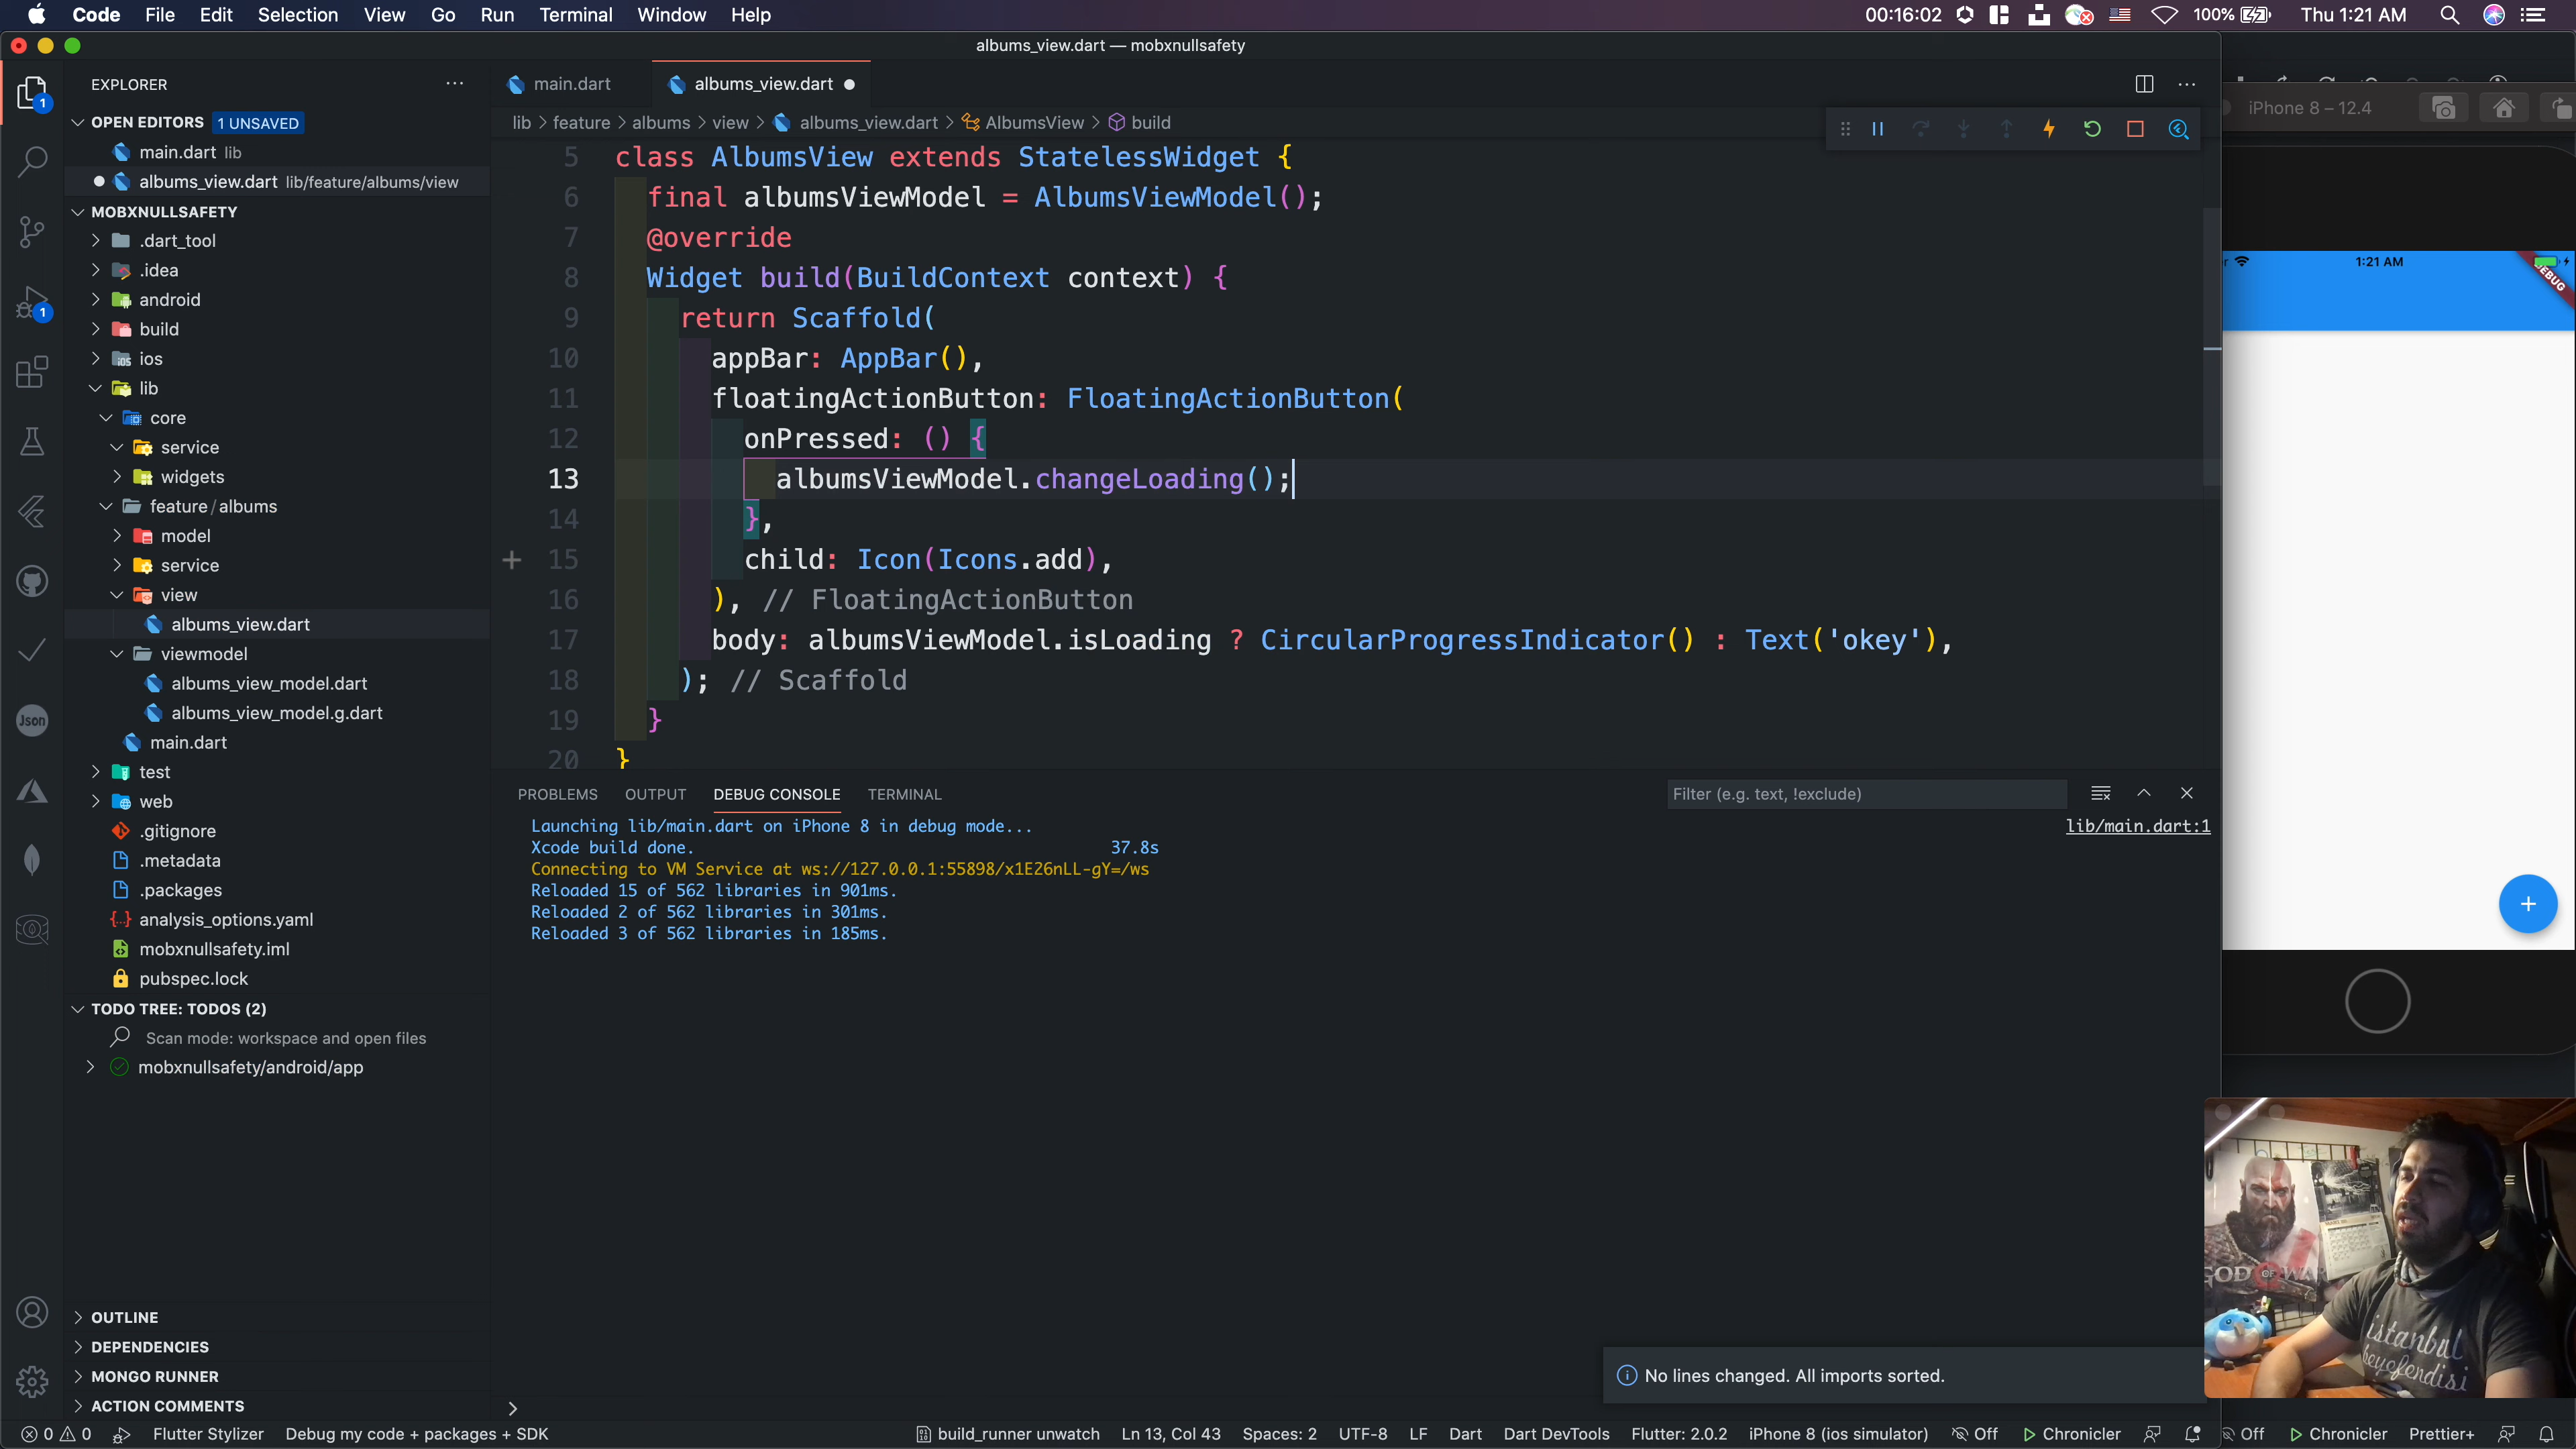 Code File Edit Selection View Go Run Terminal Window Help 00:16:02 100% Thu 1:21 AM
albums_view.dart — mobxnullsafety
EXPLORER
OPEN EDITORS 1 UNSAVED
main.dart lib
albums_view.dart lib/feature/albums/view
MOBXNULLSAFETY
.dart_tool
.idea
android
build
ios
lib
core
service
widgets
feature / albums
model
service
view
albums_view.dart
viewmodel
albums_view_model.dart
albums_view_model.g.dart
main.dart
test
web
.gitignore
.metadata
.packages
analysis_options.yaml
mobxnullsafety.iml
pubspec.lock
TODO TREE: TODOS (2)
Scan mode: workspace and open files
mobxnullsafety/android/app
OUTLINE
DEPENDENCIES
MONGO RUNNER
ACTION COMMENTS
1
1
Json
main.dart albums_view.dart
lib > feature > albums > view > albums_view.dart > AlbumsView > build
5 class AlbumsView extends StatelessWidget {
6 final albumsViewModel = AlbumsViewModel();
7 @override
8 Widget build(BuildContext context) {
9 return Scaffold(
10 appBar: AppBar(),
11 floatingActionButton: FloatingActionButton(
12 onPressed: () {
13 albumsViewModel.changeLoading();
14 },
15 child: Icon(Icons.add),
16 ), // FloatingActionButton
17 body: albumsViewModel.isLoading ? CircularProgressIndicator() : Text('okey'),
18 ); // Scaffold
19 }
20 }
PROBLEMS OUTPUT DEBUG CONSOLE TERMINAL Filter (e.g. text, !exclude)
Launching lib/main.dart on iPhone 8 in debug mode... lib/main.dart:1
Xcode build done. 37.8s
Connecting to VM Service at ws://127.0.0.1:55898/x1E26nLL-gY=/ws
Reloaded 15 of 562 libraries in 901ms.
Reloaded 2 of 562 libraries in 301ms.
Reloaded 3 of 562 libraries in 185ms.
No lines changed. All imports sorted.
iPhone 8 – 12.4
1:21 AM
DEBUG
GOD OF WAR
istanbul
beyefendisi
0 0 Flutter Stylizer Debug my code + packages + SDK build_runner unwatch Ln 13, Col 43 Spaces: 2 UTF-8 LF Dart Dart DevTools Flutter: 2.0.2 iPhone 8 (ios simulator) Off Chronicler Off Chronicler Prettier+